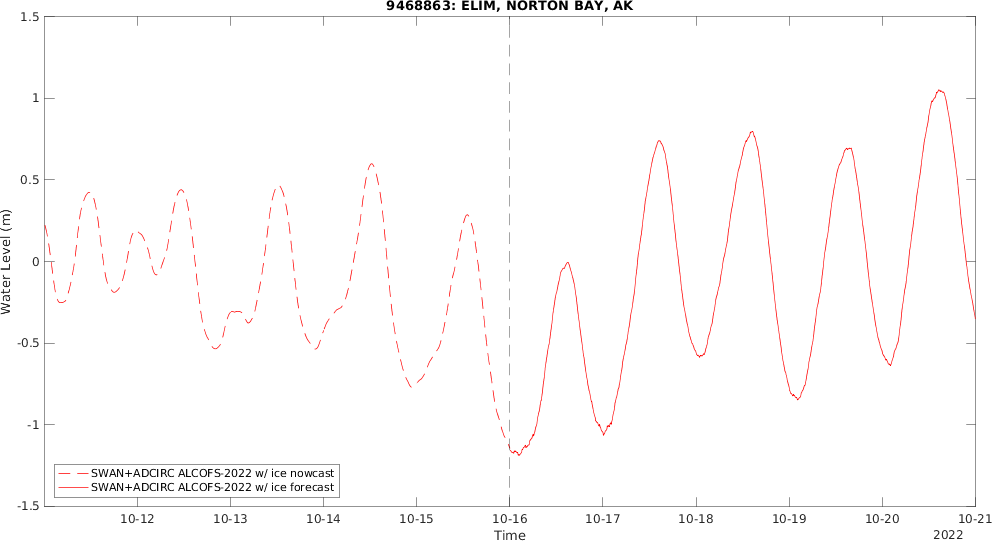 9468863: ELIM, NORTON BAY, AK
Water Level (m)
1.5
1
0.5
0
-0.5
-1
-1.5
SWAN+ADCIRC ALCOFS-2022 w/ ice nowcast
SWAN+ADCIRC ALCOFS-2022 w/ ice forecast
10-12 10-13 10-14 10-15 10-16 10-17 10-18 10-19 10-20 10-21
Time
2022